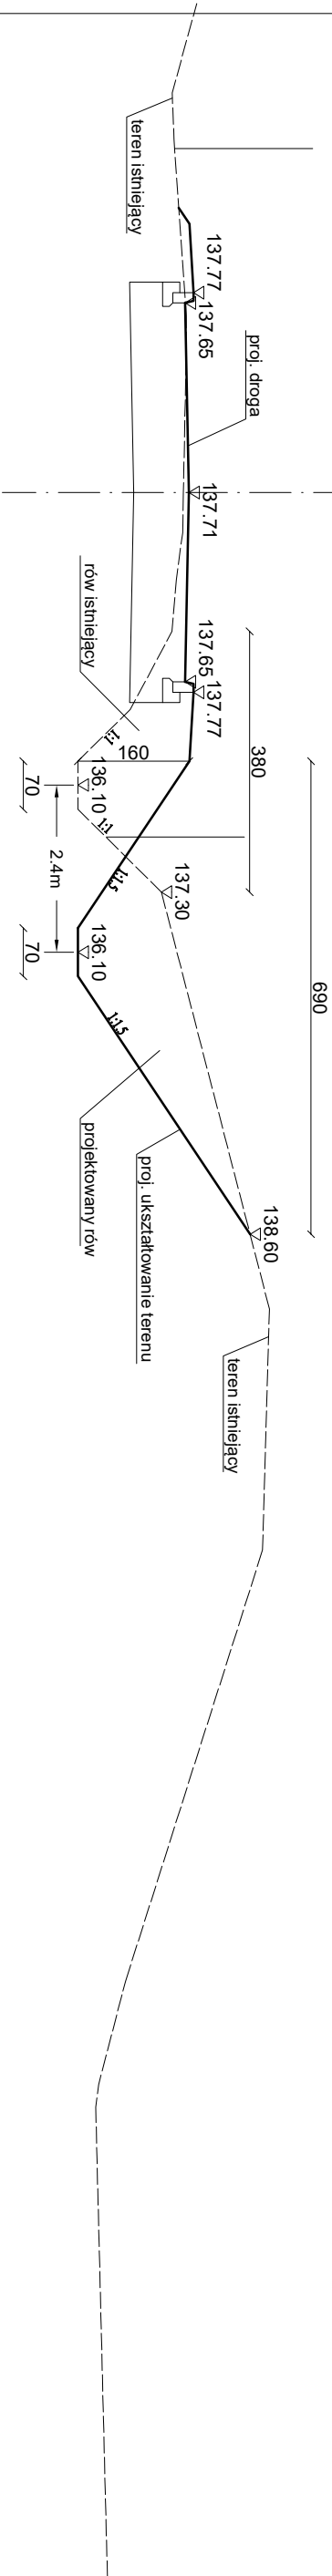 teren istniejący
137.77
137.65
proj. droga
137.71
rów istniejący
137.65
137.77
1:1
160
380
136.10
70
1:1
2.4m
1:1.5
137.30
136.10
70
690
1:1.5
projektowany rów
proj. ukształtowanie terenu
138.60
teren istniejący